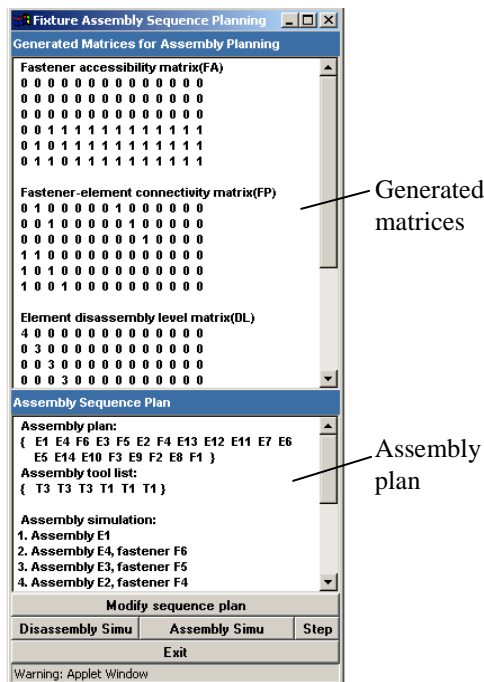 Fixture Assembly Sequence Planning
Generated Matrices for Assembly Planning
Fastener accessibility matrix(FA)
0 0 0 0 0 0 0 0 0 0 0 0 0 0
0 0 0 0 0 0 0 0 0 0 0 0 0 0
0 0 0 0 0 0 0 0 0 0 0 0 0 0
0 0 1 1 1 1 1 1 1 1 1 1 1 1
0 1 0 1 1 1 1 1 1 1 1 1 1 1
0 1 1 0 1 1 1 1 1 1 1 1 1 1
Fastener-element connectivity matrix(FP)
0 1 0 0 0 0 0 1 0 0 0 0 0 0
0 0 1 0 0 0 0 0 1 0 0 0 0 0
0 0 0 0 0 0 0 0 0 1 0 0 0 0
1 1 0 0 0 0 0 0 0 0 0 0 0 0
1 0 1 0 0 0 0 0 0 0 0 0 0 0
1 0 0 1 0 0 0 0 0 0 0 0 0 0
Element disassembly level matrix(DL)
4 0 0 0 0 0 0 0 0 0 0 0 0 0
0 3 0 0 0 0 0 0 0 0 0 0 0 0
0 0 3 0 0 0 0 0 0 0 0 0 0 0
0 0 0 3 0 0 0 0 0 0 0 0 0 0
Generated
matrices
Assembly Sequence Plan
Assembly plan:
{ E1 E4 F6 E3 F5 E2 F4 E13 E12 E11 E7 E6
E5 E14 E10 F3 E9 F2 E8 F1 }
Assembly tool list:
{ T3 T3 T3 T1 T1 T1 }
Assembly simulation:
1. Assembly E1
2. Assembly E4, fastener F6
3. Assembly E3, fastener F5
4. Assembly E2, fastener F4
Assembly
plan
Modify sequence plan
Disassembly Simu Assembly Simu Step
Exit
Warning: Applet Window